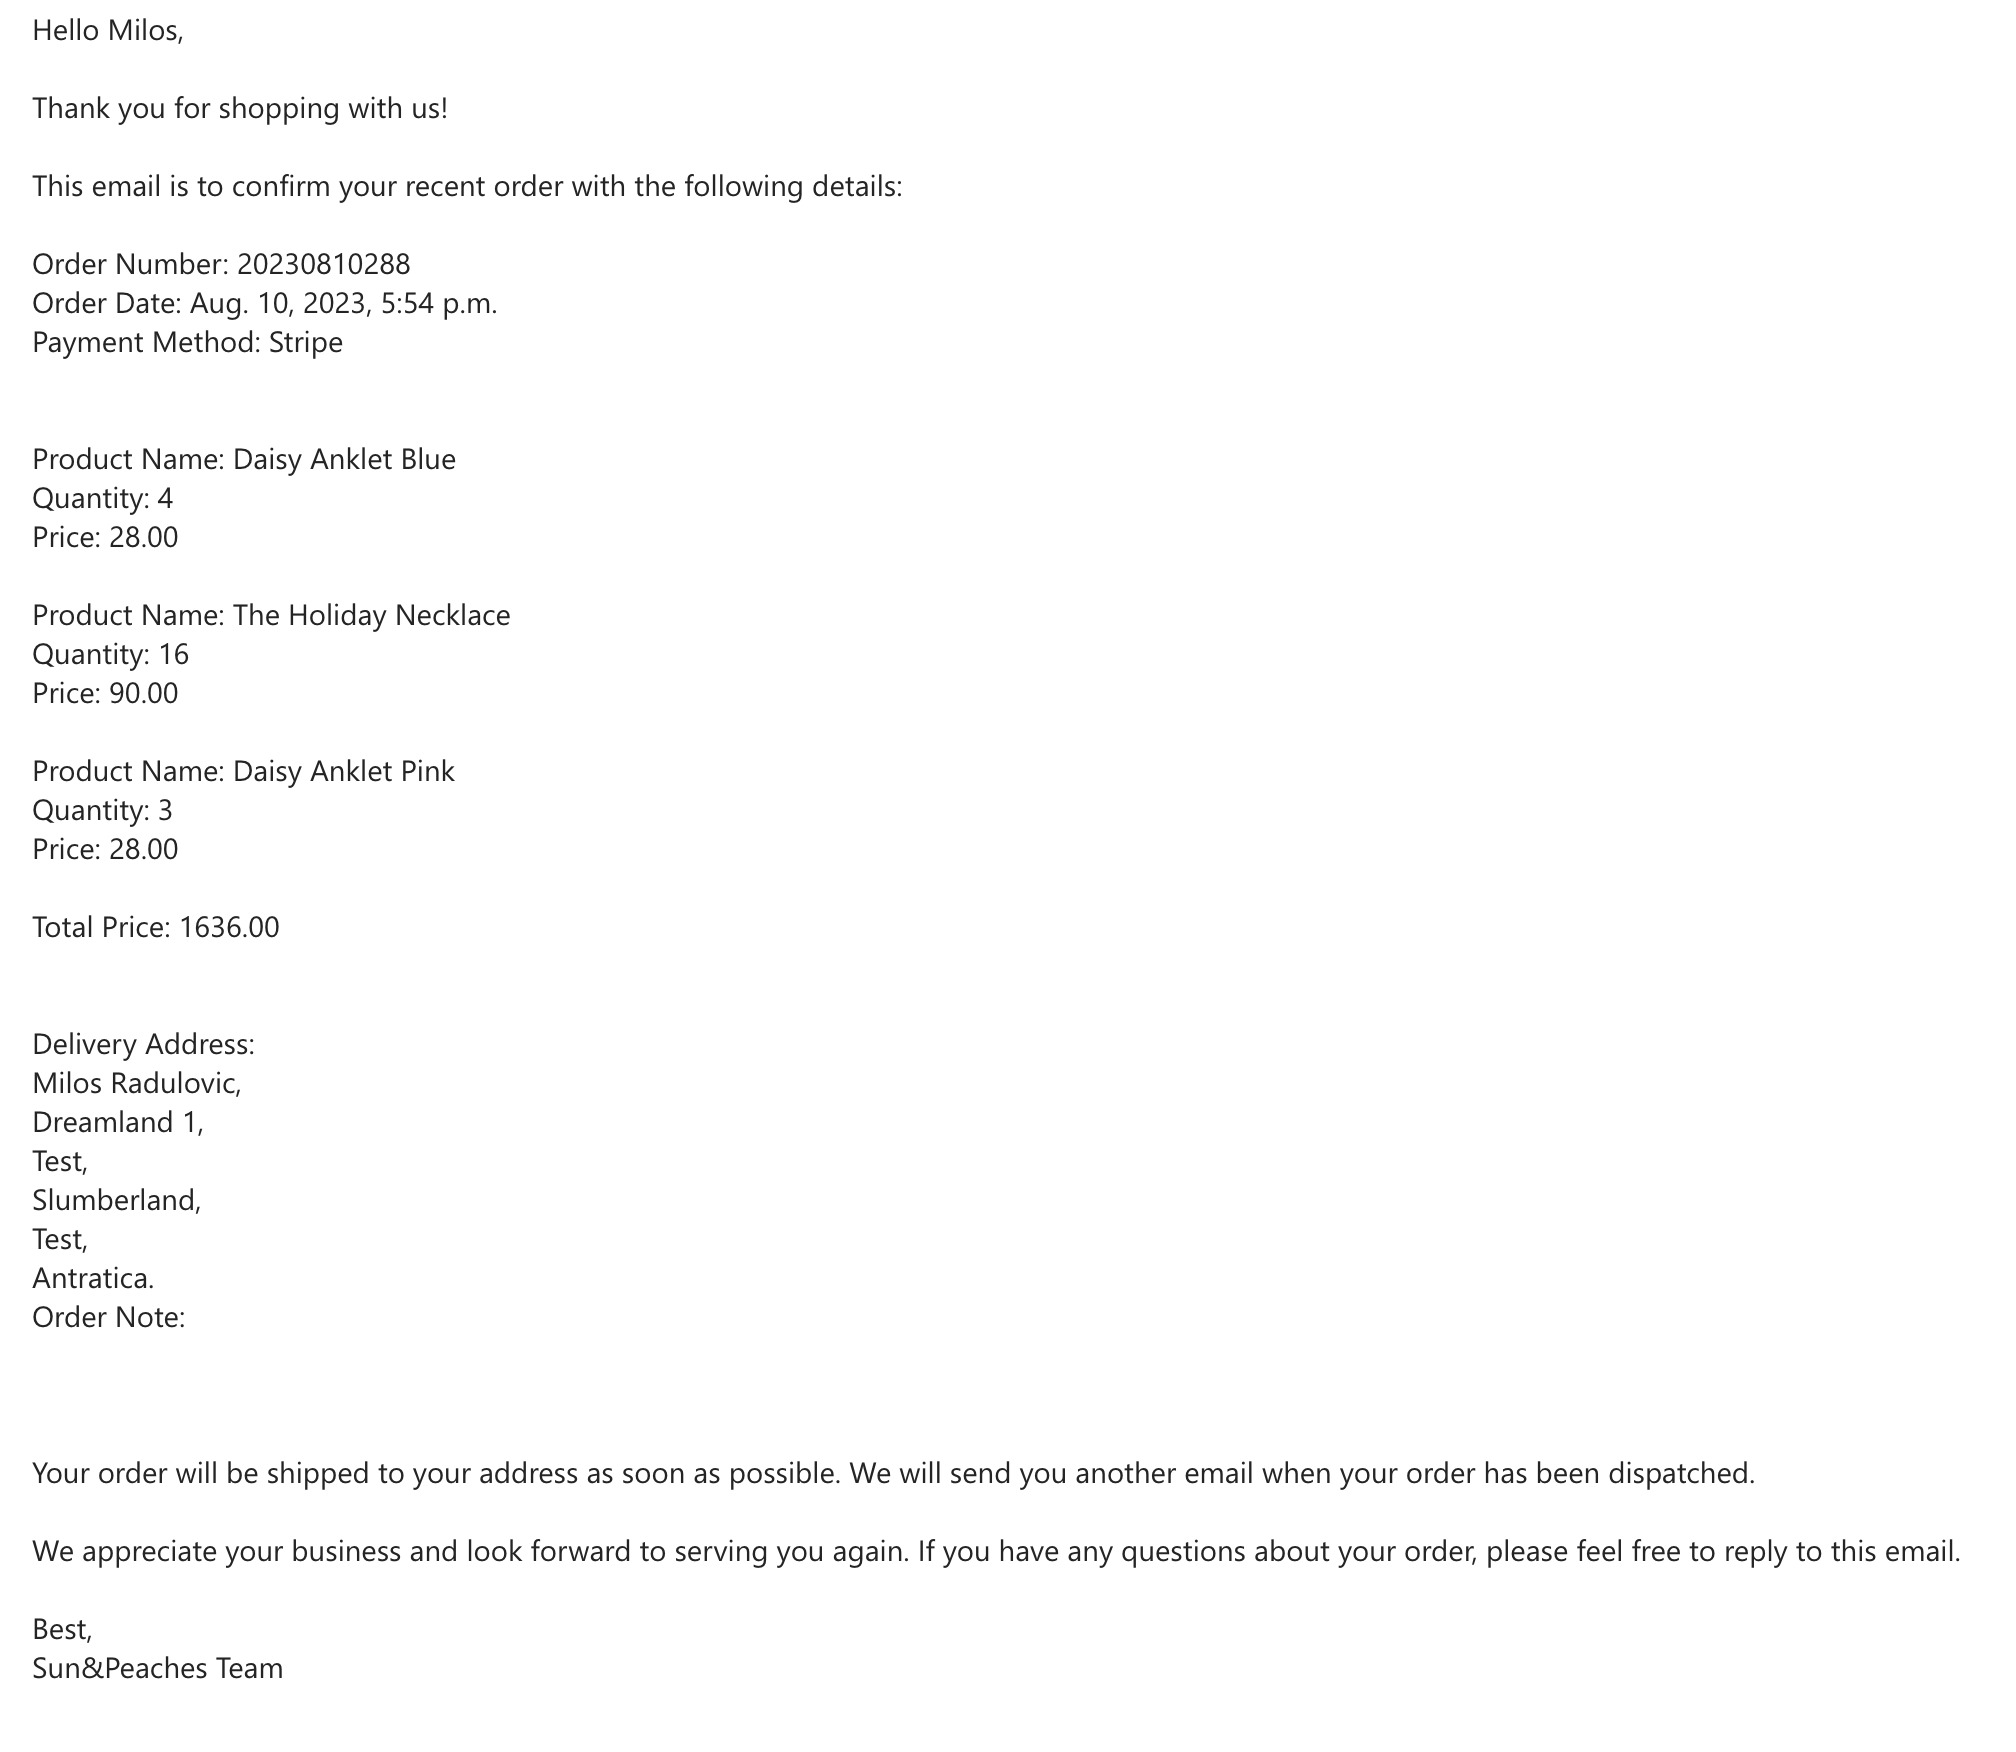 Hello Milos,
Thank you for shopping with us!
This email is to confirm your recent order with the following details:
Order Number: 20230810288
Order Date: Aug. 10, 2023, 5:54 p.m.
Payment Method: Stripe
Product Name: Daisy Anklet Blue
Quantity: 4
Price: 28.00
Product Name: The Holiday Necklace
Quantity: 16
Price: 90.00
Product Name: Daisy Anklet Pink
Quantity: 3
Price: 28.00
Total Price: 1636.00
Delivery Address:
Milos Radulovic,
Dreamland 1,
Test,
Slumberland,
Test,
Antratica.
Order Note:
Your order will be shipped to your address as soon as possible. We will send you another email when your order has been dispatched.
We appreciate your business and look forward to serving you again. If you have any questions about your order, please feel free to reply to this email.
Best,
Sun&Peaches Team